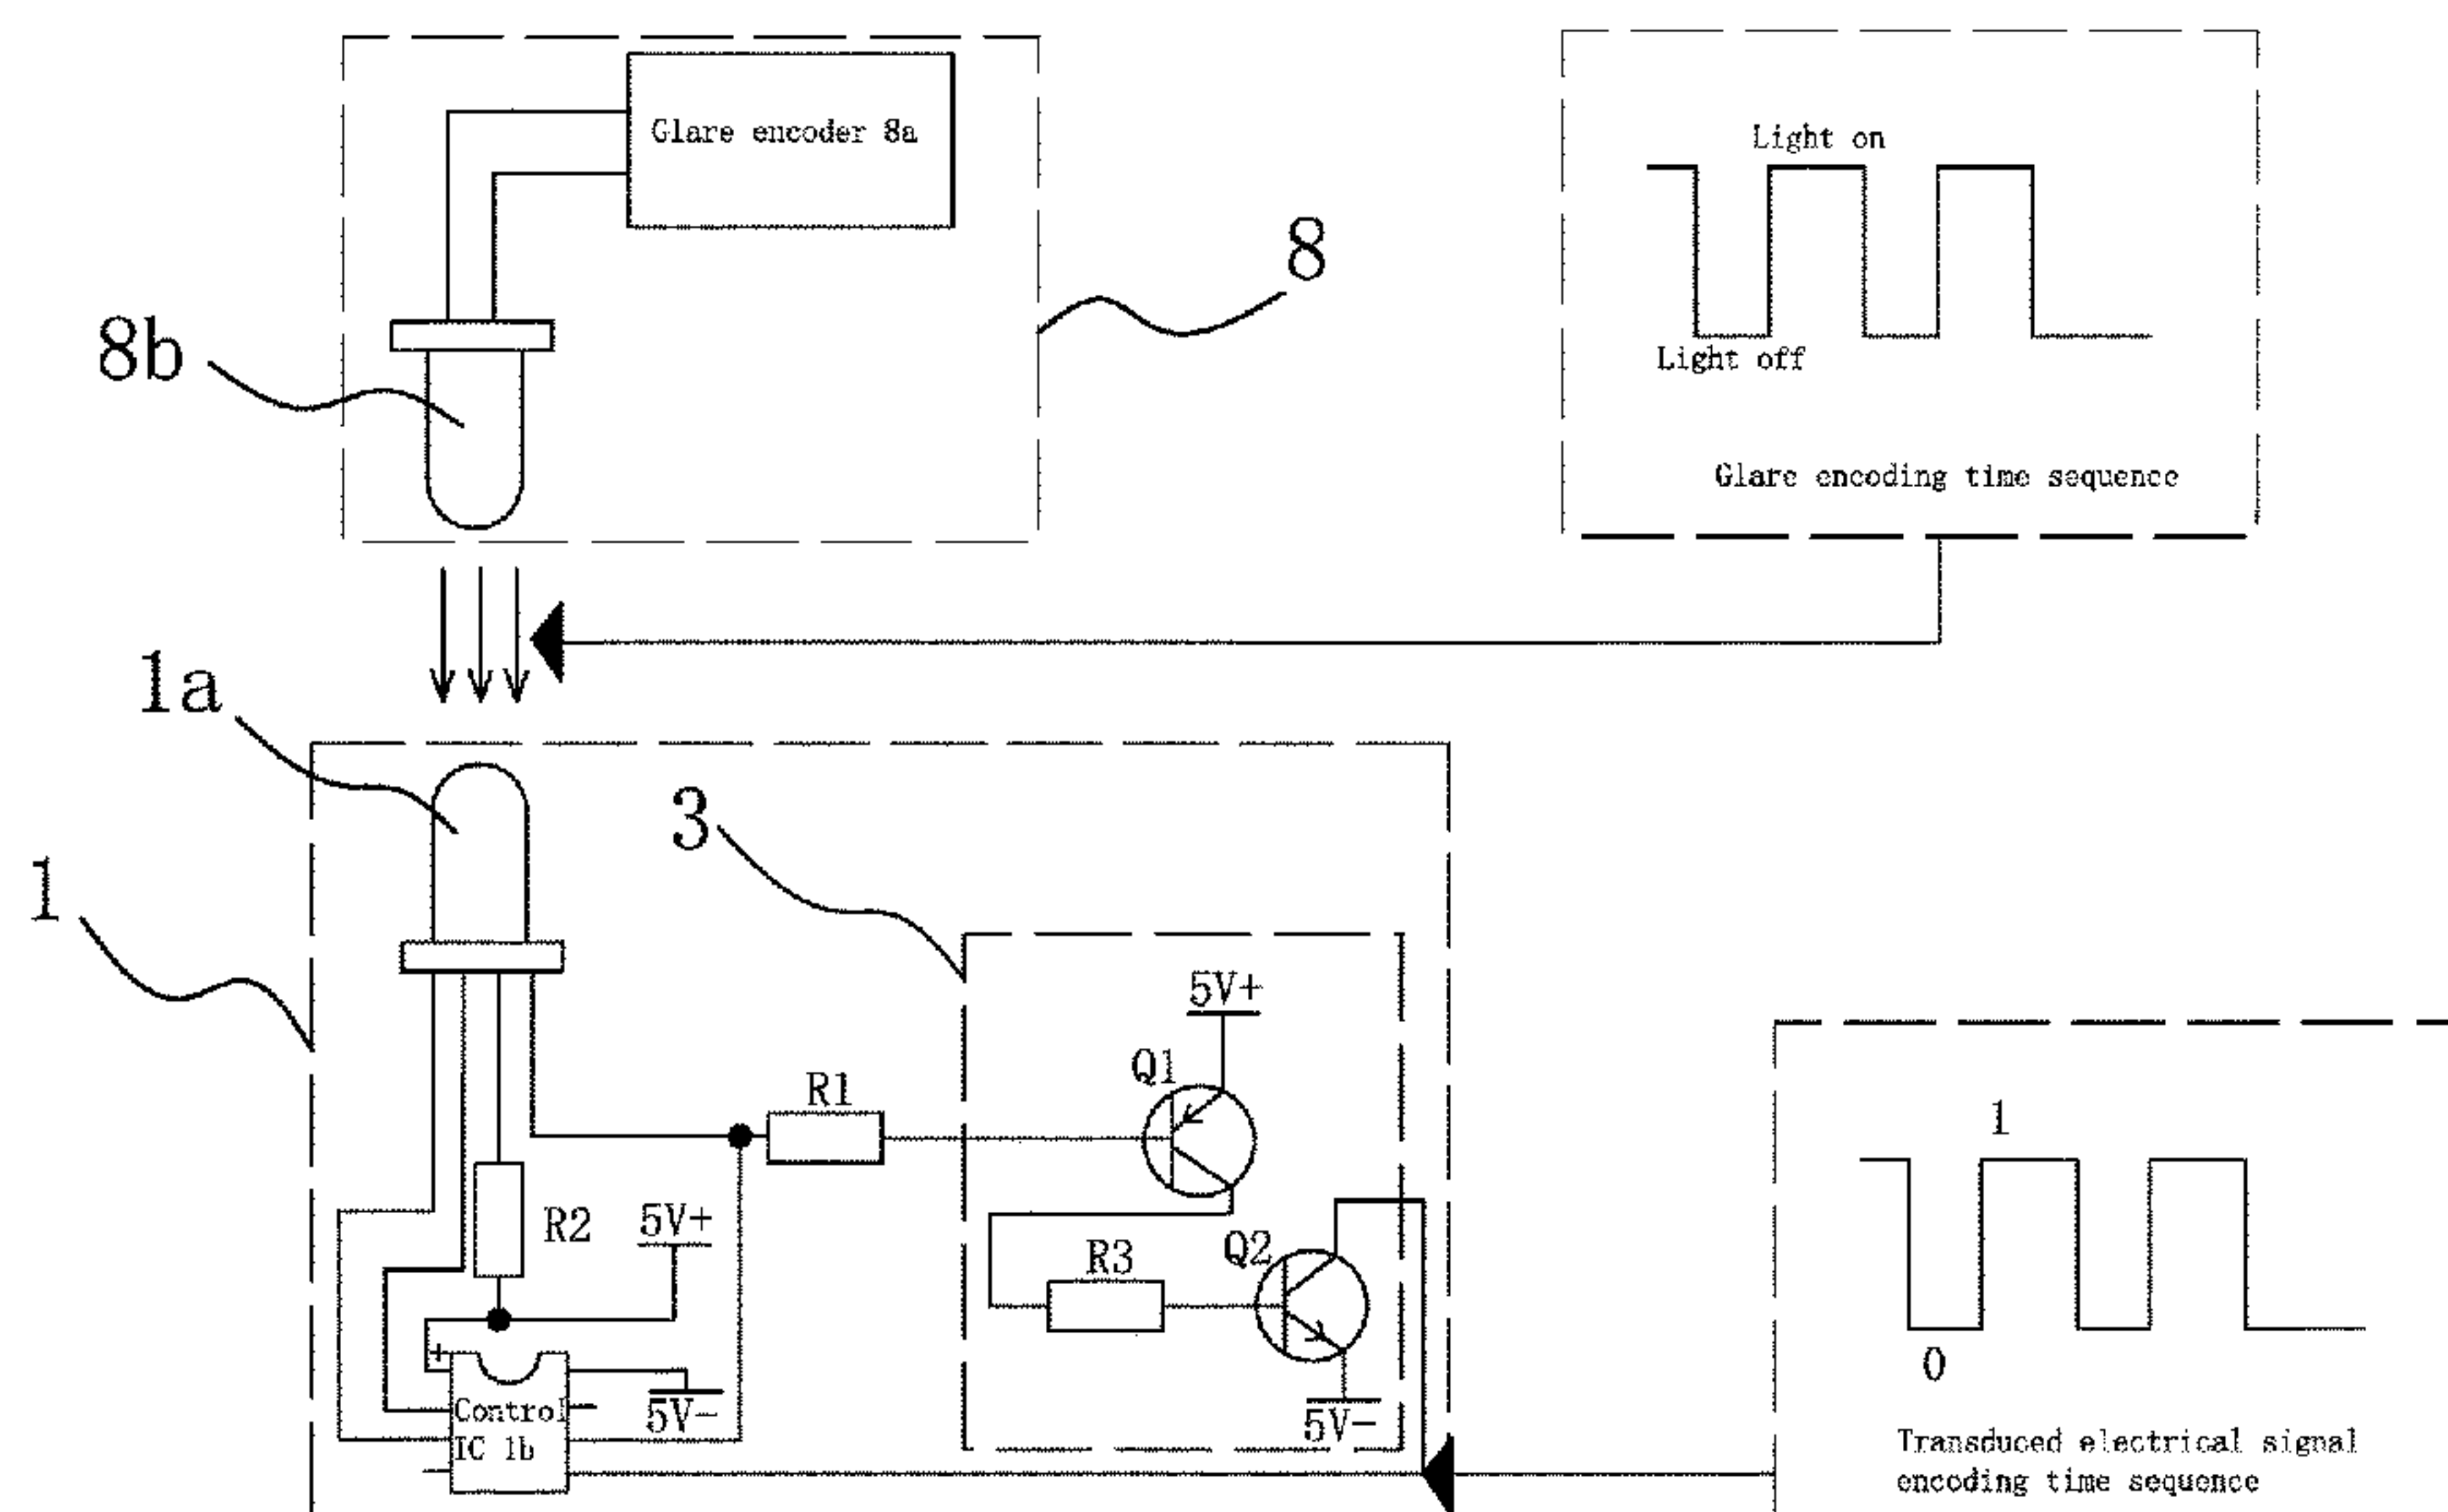 Glare encoder 8a
8
8b
Light on
Light off
Glare encoding time sequence
1a
1
3
5V+
Q1
R1
R2
5V+
R3
Q2
+
5V-
5V-
Control
IC 1b
1
0
Transduced electrical signal
encoding time sequence